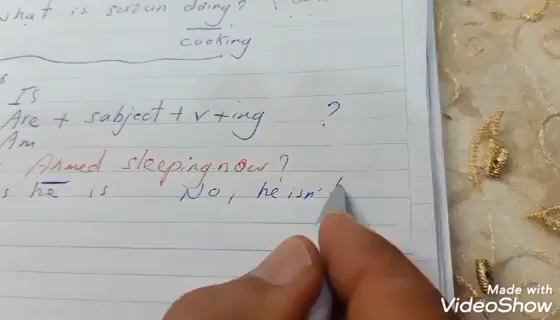 what is suzun doing?
cooking
Is
Are + subject + v + ing ?
Am
Ahmed sleeping now?
he is No, he isn't
Made with
VideoShow